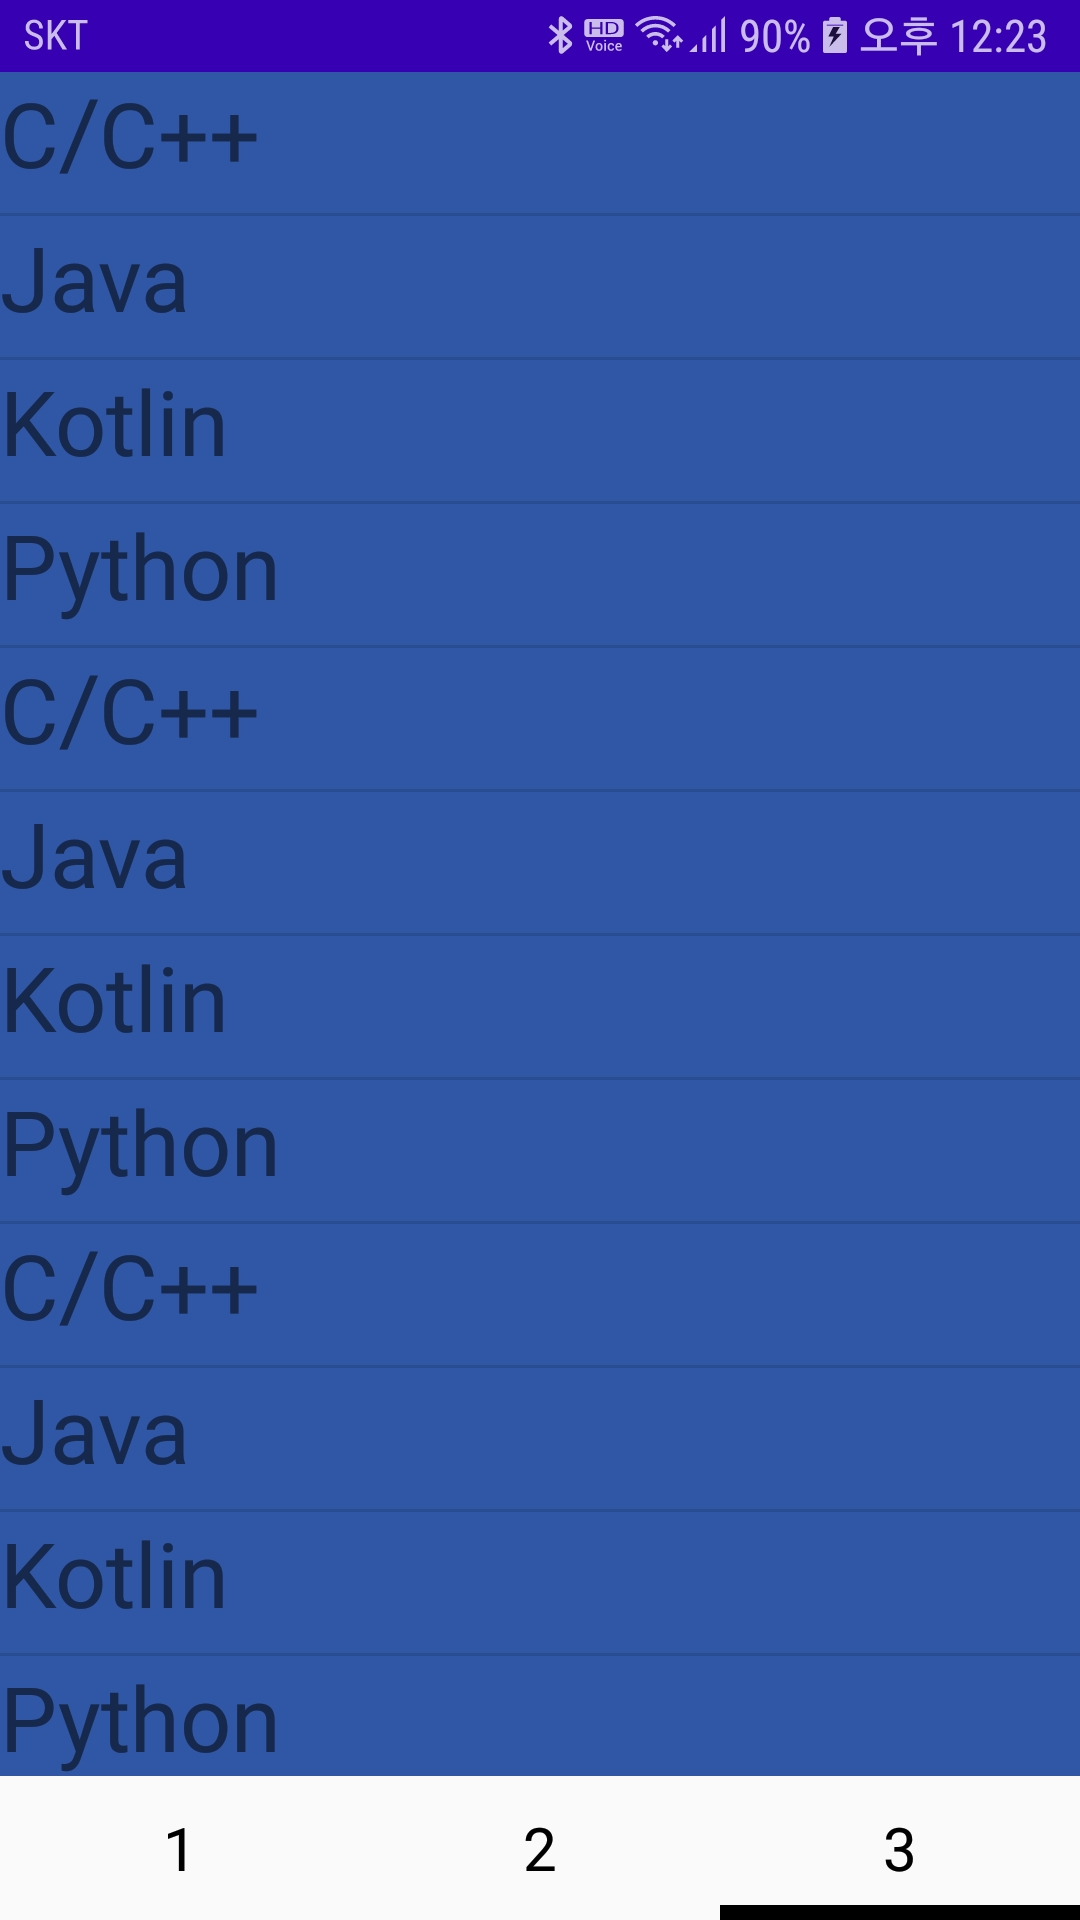 SKT HD Voice 90% 오후 12:23
C/C++
Java
Kotlin
Python
C/C++
Java
Kotlin
Python
C/C++
Java
Kotlin
Python
1 2 3